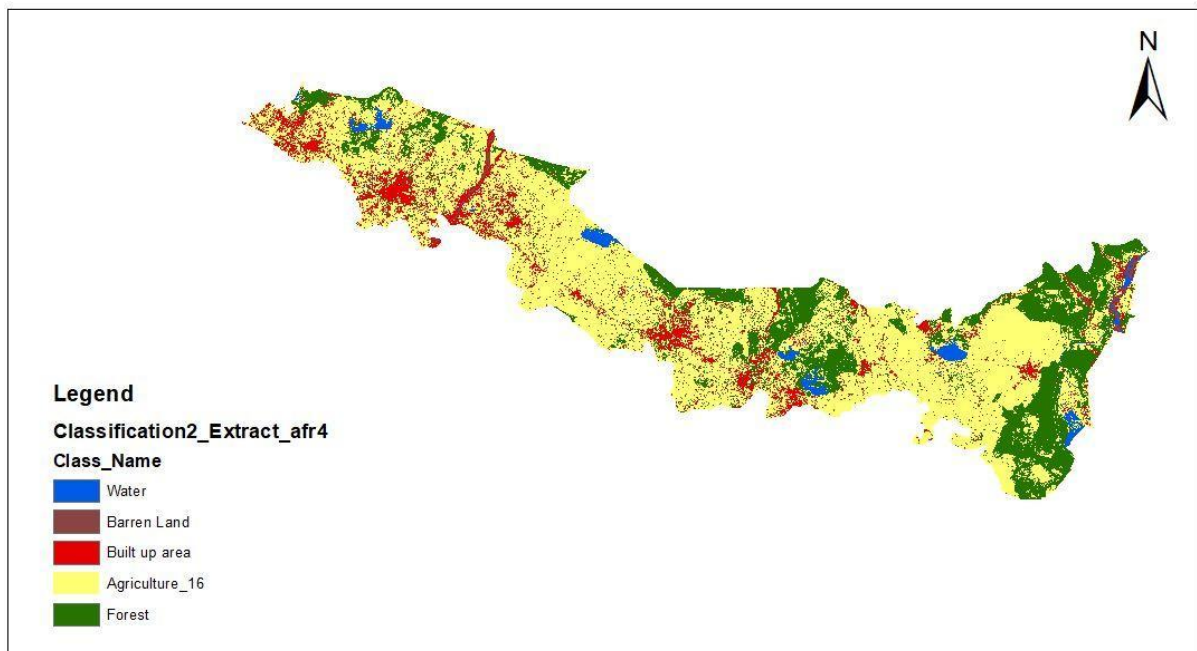 N
Legend
Classification2_Extract_afr4
Class_Name
Water
Barren Land
Built up area
Agriculture_16
Forest